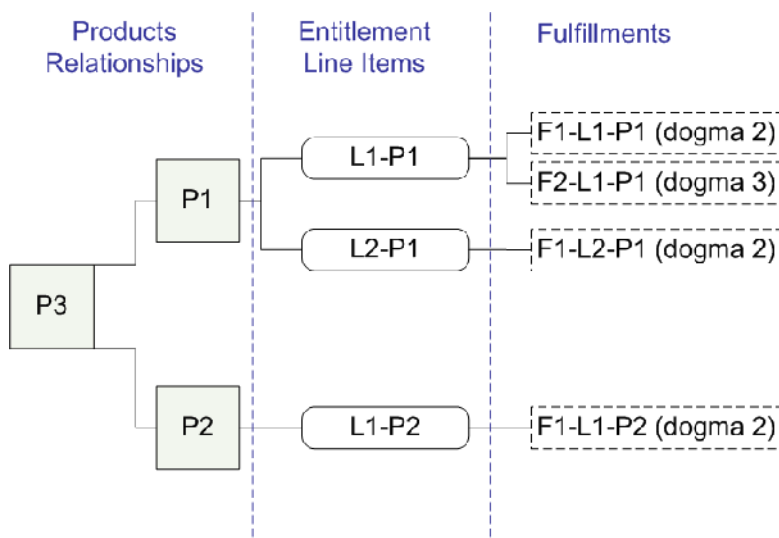 Products
Relationships
Entitlement
Line Items
Fulfillments
F1-L1-P1 (dogma 2)
L1-P1
F2-L1-P1 (dogma 3)
P1
L2-P1
F1-L2-P1 (dogma 2)
P3
P2
L1-P2
F1-L1-P2 (dogma 2)